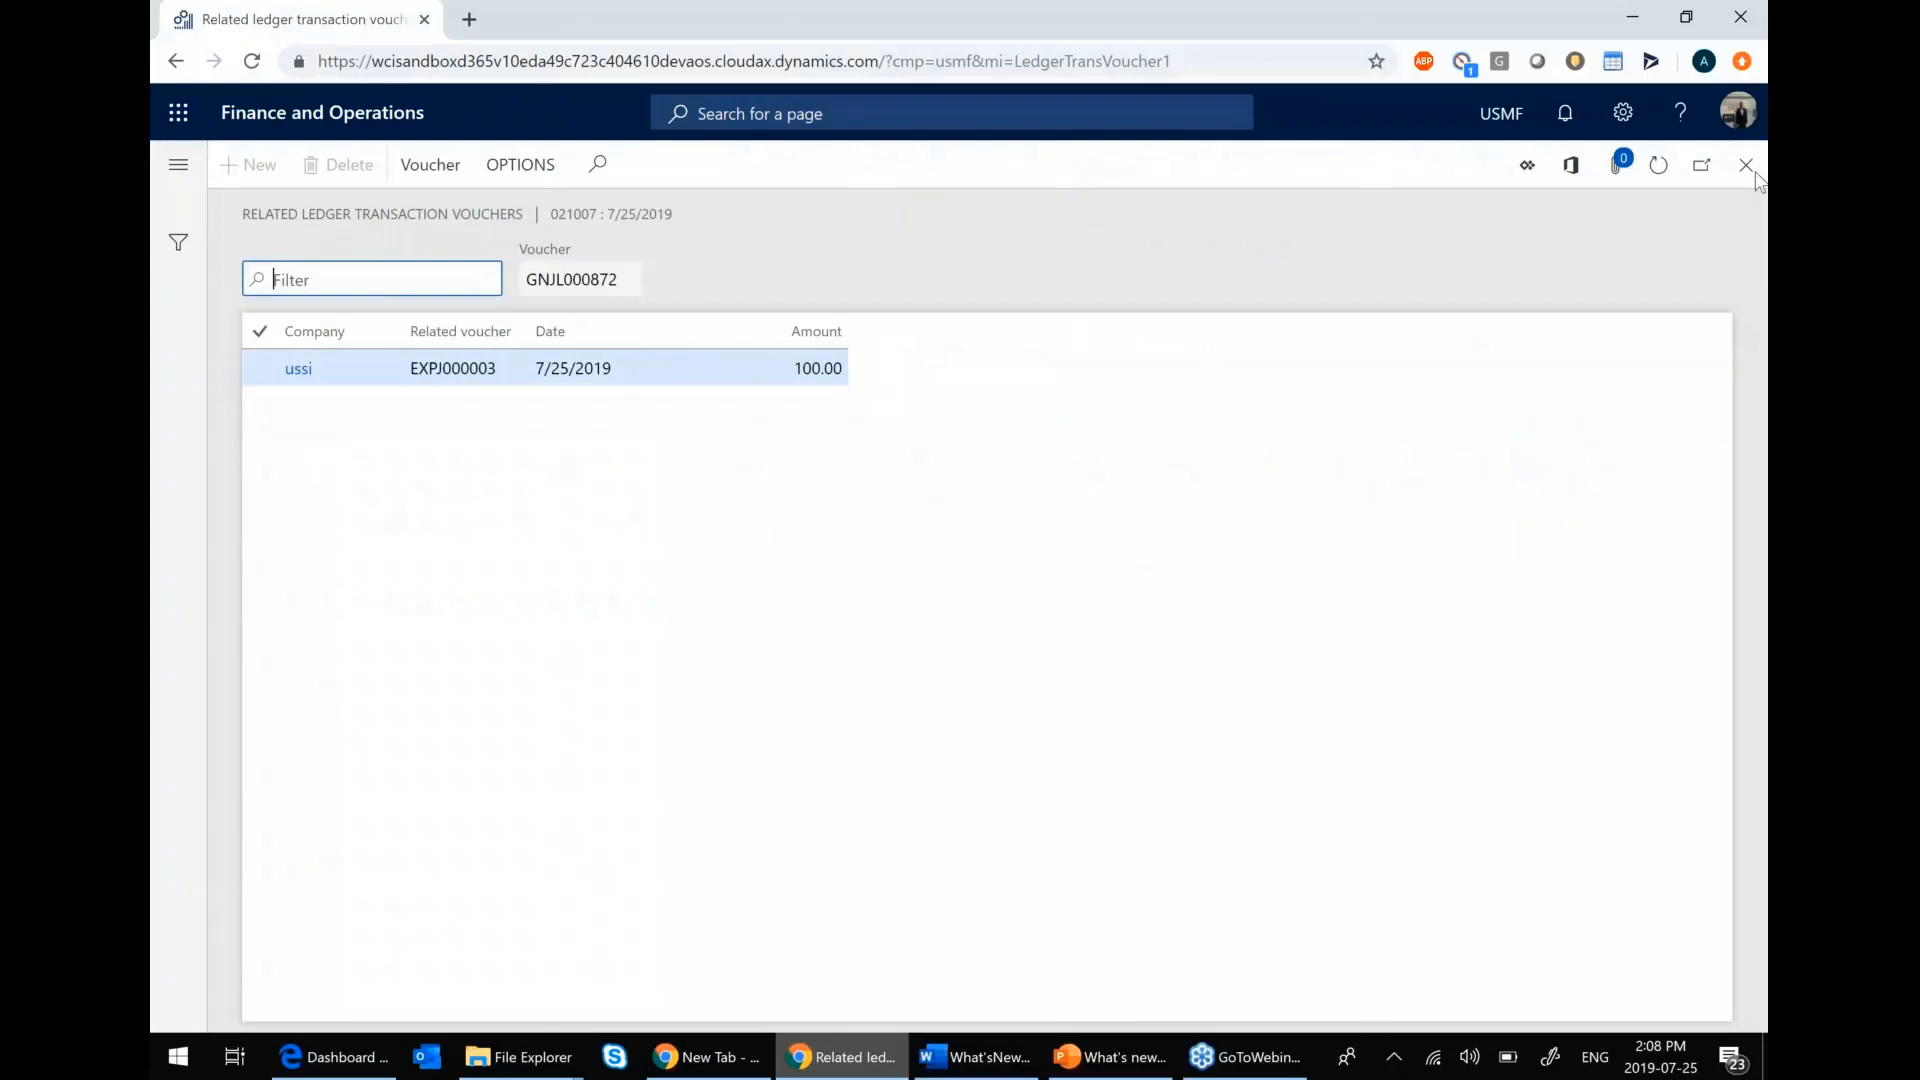 Related ledger transaction vouch
https://wcisandboxd365v10eda49c723c404610devaos.cloudax.dynamics.com/?cmp=usmf&mi=LedgerTransVoucher1
ABP
1
G
A
Finance and Operations
Search for a page
USMF
?
New
Delete
Voucher
OPTIONS
0
RELATED LEDGER TRANSACTION VOUCHERS | 021007 : 7/25/2019
Voucher
Filter
GNJL000872
Company
Related voucher
Date
Amount
ussi
EXPJ000003
7/25/2019
100.00
Dashboard ...
File Explorer
New Tab - ...
Related led...
What'sNew...
What's new...
GoToWebin...
ENG
2:08 PM
2019-07-25
23